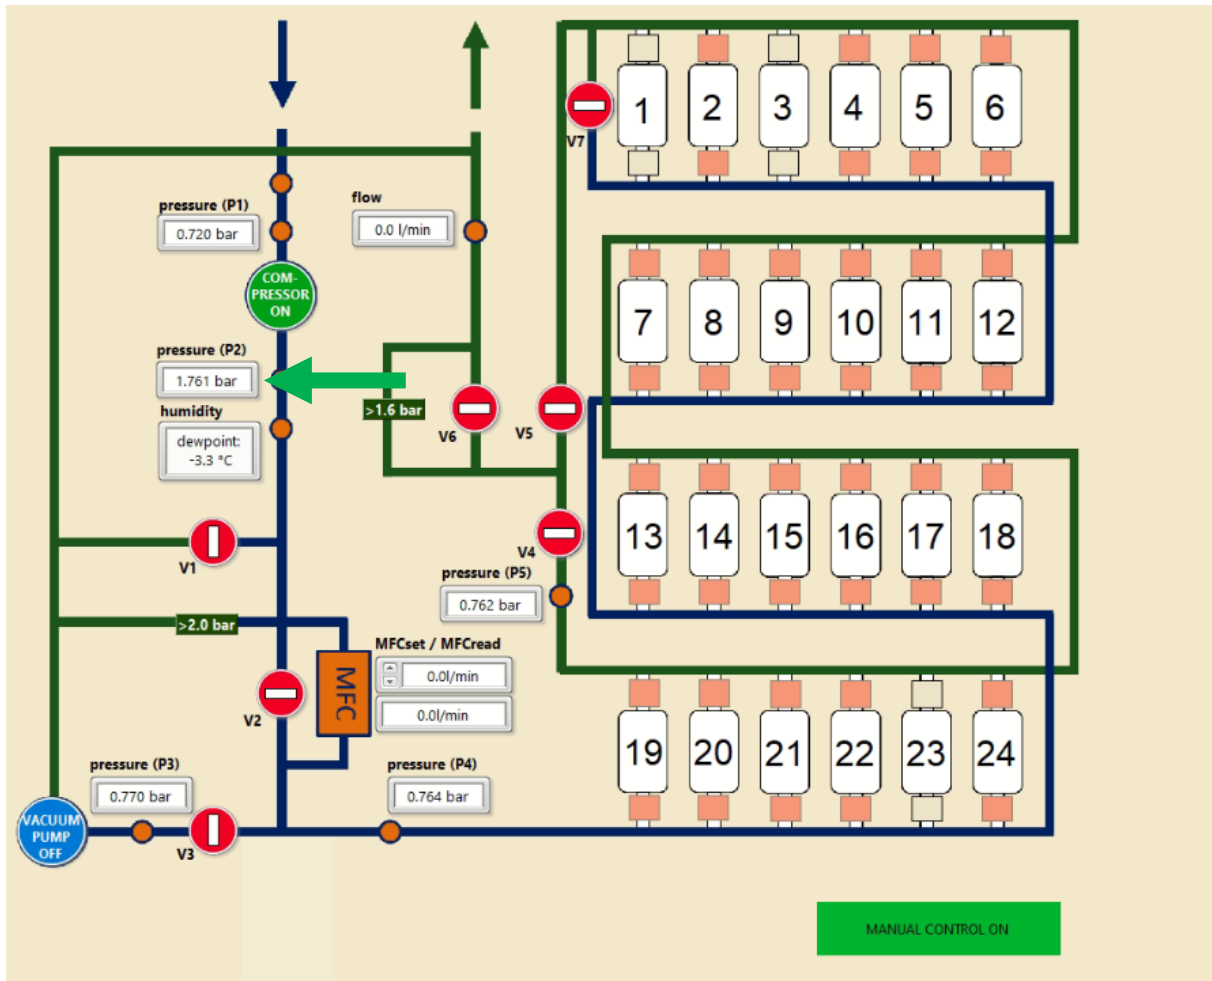 1
2
3
4
5
6
V7
pressure (P1)
0.720 bar
flow
0.0 l/min
COM-
PRESSOR
ON
7
8
9
10
11
12
pressure (P2)
1.761 bar
>1.6 bar
humidity
dewpoint:
-3.3 °C
V6
V5
13
14
15
16
17
18
V1
V4
pressure (P5)
0.762 bar
>2.0 bar
MFCset / MFCread
0.0l/min
0.0l/min
MFC
V2
19
20
21
22
23
24
pressure (P3)
0.770 bar
pressure (P4)
0.764 bar
VACUUM
PUMP
OFF
V3
MANUAL CONTROL ON